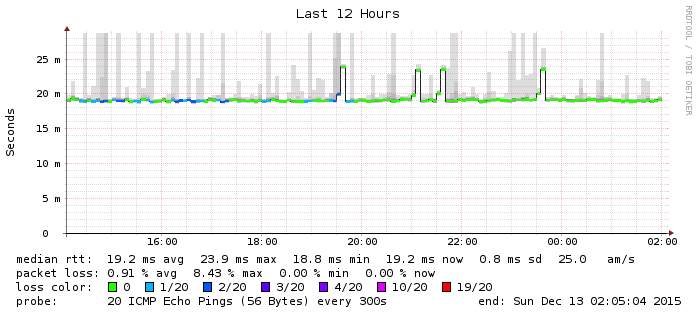 Last 12 Hours
RRDTOOL / TOBI OETIKER
Seconds
25 m
20 m
15 m
10 m
5 m
0
16:00 18:00 20:00 22:00 00:00 02:00
median rtt: 19.2 ms avg 23.9 ms max 18.8 ms min 19.2 ms now 0.8 ms sd 25.0 am/s
packet loss: 0.91 % avg 8.43 % max 0.00 % min 0.00 % now
loss color: 0 1/20 2/20 3/20 4/20 10/20 19/20
probe: 20 ICMP Echo Pings (56 Bytes) every 300s end: Sun Dec 13 02:05:04 2015